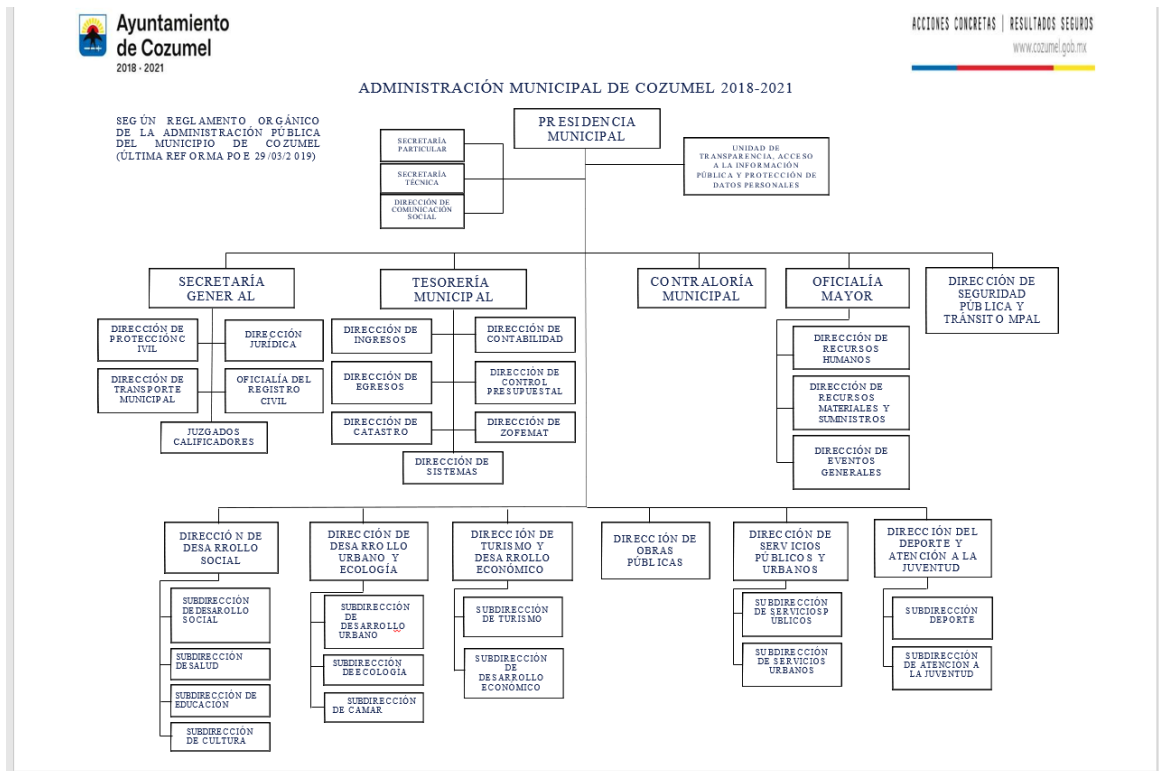 Ayuntamiento
de Cozumel
2018 - 2021
ACCIONES CONCRETAS | RESULTADOS SEGUROS
www.cozumel.gob.mx
ADMINISTRACIÓN MUNICIPAL DE COZUMEL 2018-2021
SEGÚN REGLAMENTO ORGÁNICO
DE LA ADMINISTRACIÓN PÚBLICA
DEL MUNICIPIO DE COZUMEL
(ÚLTIMA REFORMA POE 29/03/2019)
PRESIDENCIA
MUNICIPAL
SECRETARÍA
PARTICULAR
SECRETARÍA
TÉCNICA
DIRECCIÓN DE
COMUNICACIÓN
SOCIAL
UNIDAD DE
TRANSPARENCIA, ACCESO
A LA INFORMACIÓN
PÚBLICA Y PROTECCIÓN DE
DATOS PERSONALES
SECRETARÍA
GENERAL
TESORERÍA
MUNICIPAL
CONTRALORÍA
MUNICIPAL
OFICIALÍA
MAYOR
DIRECCIÓN DE
SEGURIDAD
PÚBLICA Y
TRÁNSITO MPAL
DIRECCIÓN DE
PROTECCIÓNC
IVIL
DIRECCIÓN
JURÍDICA
DIRECCIÓN DE
TRANSPORTE
MUNICIPAL
OFICIALÍA DEL
REGISTRO
CIVIL
JUZGADOS
CALIFICADORES
DIRECCIÓN DE
INGRESOS
DIRECCIÓN DE
CONTABILIDAD
DIRECCIÓN DE
EGRESOS
DIRECCIÓN DE
CONTROL
PRESUPUESTAL
DIRECCIÓN DE
CATASTRO
DIRECCIÓN DE
ZOFEMAT
DIRECCIÓN DE
SISTEMAS
DIRECCIÓN DE
RECURSOS
HUMANOS
DIRECCIÓN DE
RECURSOS
MATERIALES Y
SUMINISTROS
DIRECCIÓN DE
EVENTOS
GENERALES
DIRECCIÓN DE
DESARROLLO
SOCIAL
SUBDIRECCIÓN
DE DESAROLLO
SOCIAL
SUBDIRECCIÓN
DE SALUD
SUBDIRECCIÓN DE
EDUCACIÓN
SUBDIRECCIÓN
DE CULTURA
DIRECCIÓN DE
DESARROLLO
URBANO Y
ECOLOGÍA
SUBDIRECCIÓN
DE
DESARROLLO
URBANO
SUBDIRECCIÓN
DE ECOLOGIA
SUBDIRECCIÓN
DE CAMAR
DIRECCIÓN DE
TURISMO Y
DESARROLLO
ECONÓMICO
SUBDIRECCIÓN
DE TURISMO
SUBDIRECCIÓN
DE
DESARROLLO
ECONÓMICO
DIRECCIÓN DE
OBRAS
PÚBLICAS
DIRECCIÓN DE
SERVICIOS
PÚBLICOS Y
URBANOS
SUBDIRECCIÓN
DE SERVICIOSP
UBLICOS
SUBDIRECCIÓN
DE SERVICIOS
URBANOS
DIRECCIÓN DEL
DEPORTE Y
ATENCIÓN A LA
JUVENTUD
SUBDIRECCIÓN
DEPORTE
SUBDIRECCIÓN
DE ATENCIÓN A
LA JUVENTUD